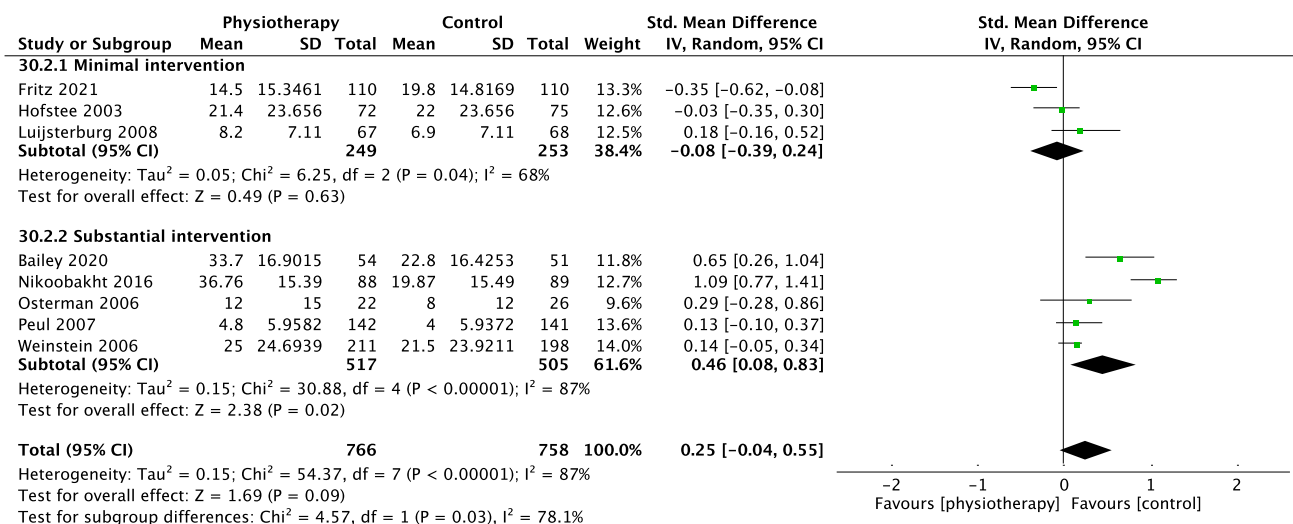 Physiotherapy Control Std. Mean Difference Std. Mean Difference
Study or Subgroup Mean SD Total Mean SD Total Weight IV, Random, 95% CI IV, Random, 95% CI
30.2.1 Minimal intervention
Fritz 2021 14.5 15.3461 110 19.8 14.8169 110 13.3% −0.35 [−0.62, −0.08]
Hofstee 2003 21.4 23.656 72 22 23.656 75 12.6% −0.03 [−0.35, 0.30]
Luijsterburg 2008 8.2 7.11 67 6.9 7.11 68 12.5% 0.18 [−0.16, 0.52]
Subtotal (95% CI) 249 253 38.4% −0.08 [−0.39, 0.24]
Heterogeneity: Tau² = 0.05; Chi² = 6.25, df = 2 (P = 0.04); I² = 68%
Test for overall effect: Z = 0.49 (P = 0.63)
30.2.2 Substantial intervention
Bailey 2020 33.7 16.9015 54 22.8 16.4253 51 11.8% 0.65 [0.26, 1.04]
Nikoobakht 2016 36.76 15.39 88 19.87 15.49 89 12.7% 1.09 [0.77, 1.41]
Osterman 2006 12 15 22 8 12 26 9.6% 0.29 [−0.28, 0.86]
Peul 2007 4.8 5.9582 142 4 5.9372 141 13.6% 0.13 [−0.10, 0.37]
Weinstein 2006 25 24.6939 211 21.5 23.9211 198 14.0% 0.14 [−0.05, 0.34]
Subtotal (95% CI) 517 505 61.6% 0.46 [0.08, 0.83]
Heterogeneity: Tau² = 0.15; Chi² = 30.88, df = 4 (P < 0.00001); I² = 87%
Test for overall effect: Z = 2.38 (P = 0.02)
Total (95% CI) 766 758 100.0% 0.25 [−0.04, 0.55]
Heterogeneity: Tau² = 0.15; Chi² = 54.37, df = 7 (P < 0.00001); I² = 87%
Test for overall effect: Z = 1.69 (P = 0.09)
Test for subgroup differences: Chi² = 4.57, df = 1 (P = 0.03), I² = 78.1%
−2 −1 0 1 2
Favours [physiotherapy] Favours [control]